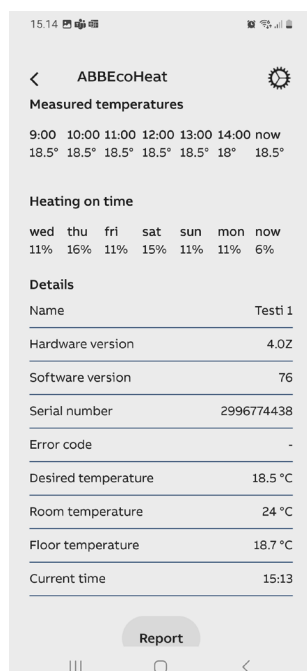 15.14
ABBEcoHeat
Measured temperatures
9:00 10:00 11:00 12:00 13:00 14:00 now
18.5° 18.5° 18.5° 18.5° 18.5° 18° 18.5°
Heating on time
wed thu fri sat sun mon now
11% 16% 11% 15% 11% 11% 6%
Details
Name Testi 1
Hardware version 4.0Z
Software version 76
Serial number 2996774438
Error code -
Desired temperature 18.5 °C
Room temperature 24 °C
Floor temperature 18.7 °C
Current time 15:13
Report